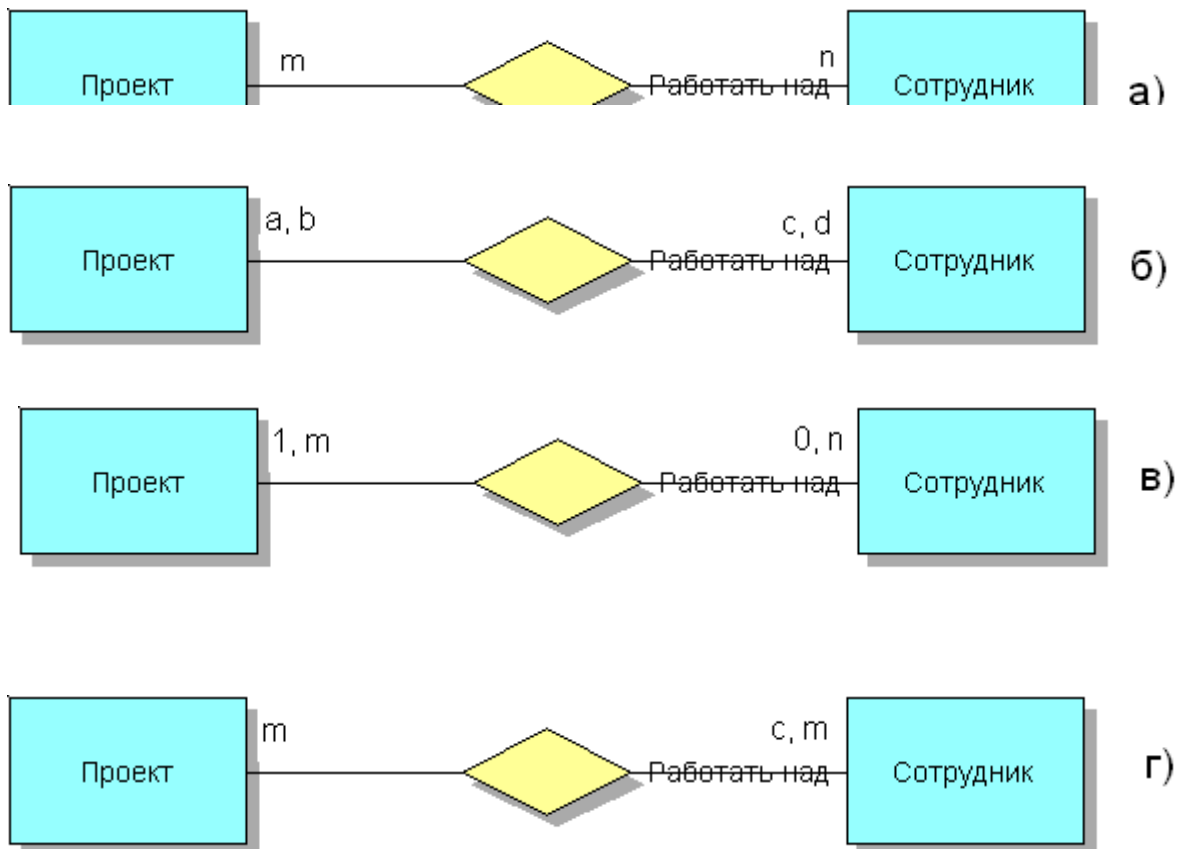 m n
Проект Работать над Сотрудник а)
a, b c, d
Проект Работать над Сотрудник б)
1, m 0, n
Проект Работать над Сотрудник в)
m c, m
Проект Работать над Сотрудник г)